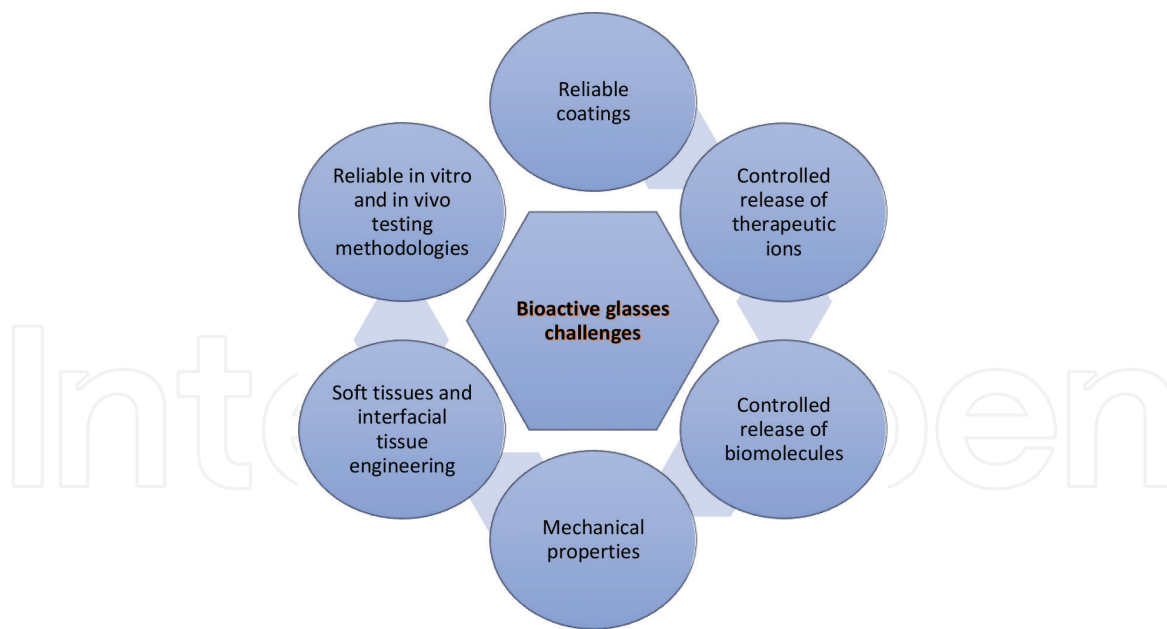 Reliable
coatings
Controlled
release of
therapeutic
ions
Controlled
release of
biomolecules
Mechanical
properties
Soft tissues and
interfacial
tissue
engineering
Reliable in vitro
and in vivo
testing
methodologies
Bioactive glasses
challenges